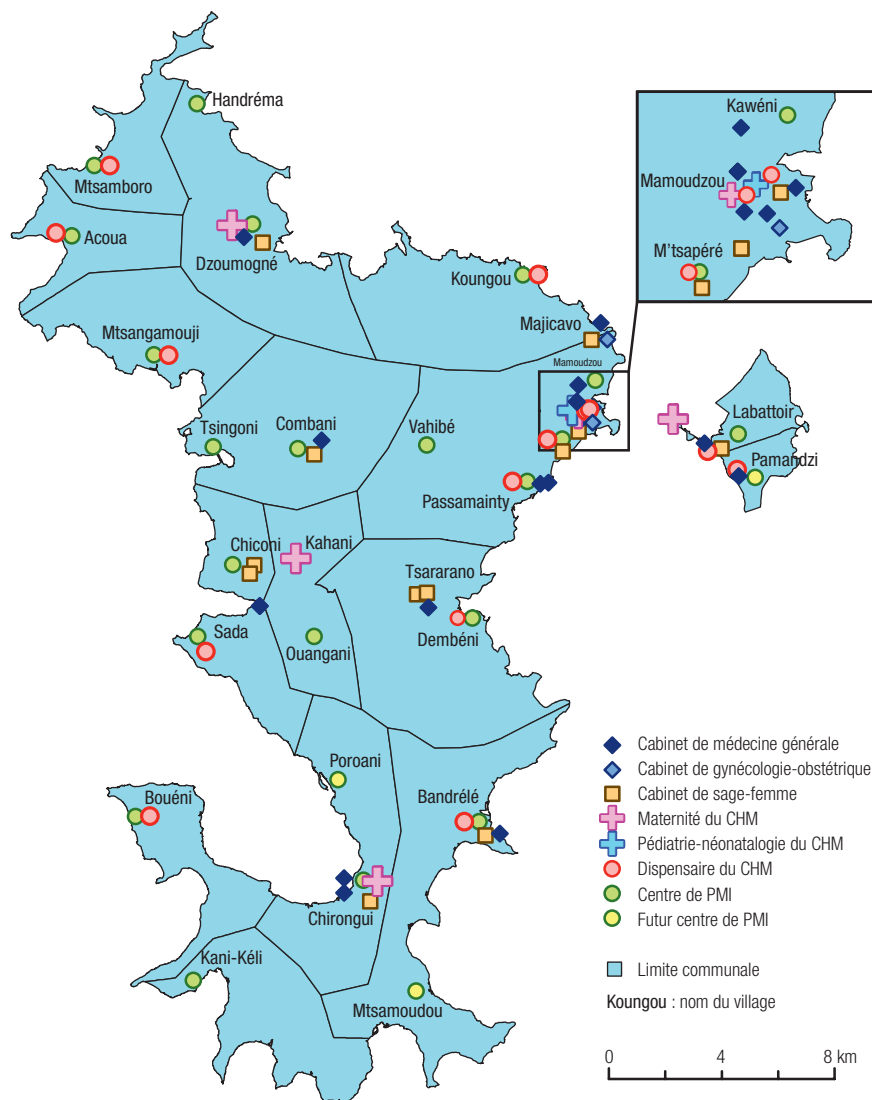 Handréma
Kawéni
Mtsamboro
Mamoudzou
Acoua
Dzoumogné
M'tsapéré
Koungou
Majicavo
Mtsangamouji
Mamoudzou
Labattoir
Tsingoni
Combani
Vahibé
Pamandzi
Passamainty
Chiconi
Kahani
Tsararano
Sada
Ouangani
Dembéni
Poroani
Bouéni
Bandrélé
Chirongui
Kani-Kéli
Mtsamoudou
Cabinet de médecine générale
Cabinet de gynécologie-obstétrique
Cabinet de sage-femme
Maternité du CHM
Pédiatrie-néonatalogie du CHM
Dispensaire du CHM
Centre de PMI
Futur centre de PMI
Limite communale
Koungou : nom du village
0 4 8 km